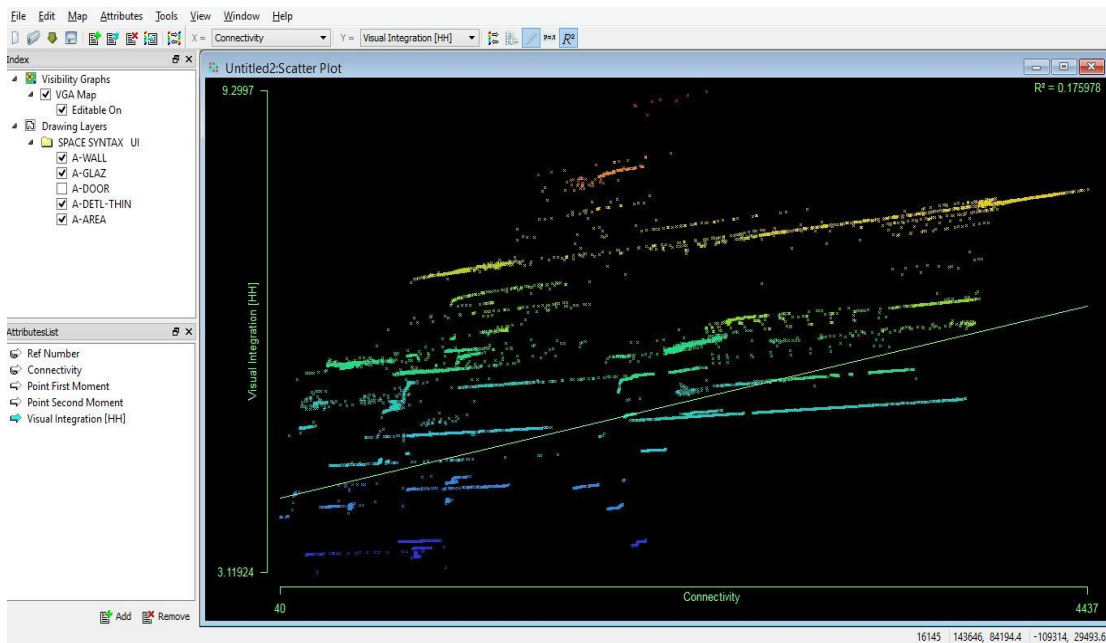 File Edit Map Attributes Tools View Window Help
X = Connectivity Y = Visual Integration [HH] y=x R²
Index
Visibility Graphs
VGA Map
Editable On
Drawing Layers
SPACE SYNTAX UI
A-WALL
A-GLAZ
A-DOOR
A-DETL-THIN
A-AREA
AttributesList
Ref Number
Connectivity
Point First Moment
Point Second Moment
Visual Integration [HH]
Add Remove
Untitled2:Scatter Plot
9.2997
R² = 0.175978
Visual Integration [HH]
3.11924
Connectivity
40
4437
16145 143646, 84194.4 -109314, 29493.6